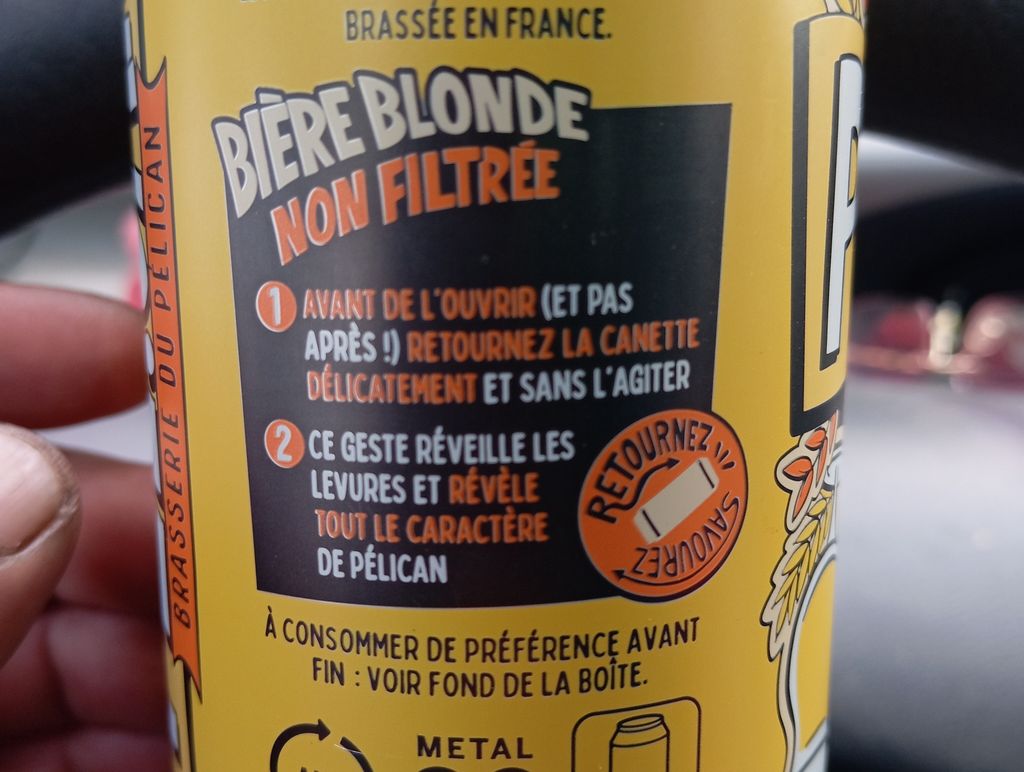 BRASSÉE EN FRANCE.
BIÈRE BLONDE
NON FILTRÉE
1 AVANT DE L'OUVRIR (ET PAS
APRÈS !) RETOURNEZ LA CANETTE
DÉLICATEMENT ET SANS L'AGITER
2 CE GESTE RÉVEILLE LES
LEVURES ET RÉVÈLE
TOUT LE CARACTÈRE
DE PÉLICAN
RETOURNEZ
SAVOUREZ
À CONSOMMER DE PRÉFÉRENCE AVANT
FIN : VOIR FOND DE LA BOÎTE.
METAL
BRASSERIE DU PÉLICAN
P